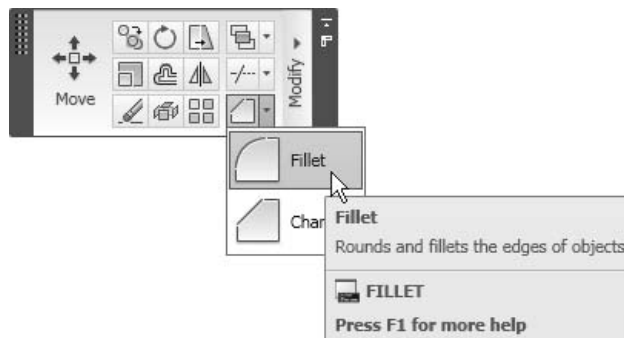 Move
Modify
Fillet
Char
Fillet
Rounds and fillets the edges of objects
FILLET
Press F1 for more help